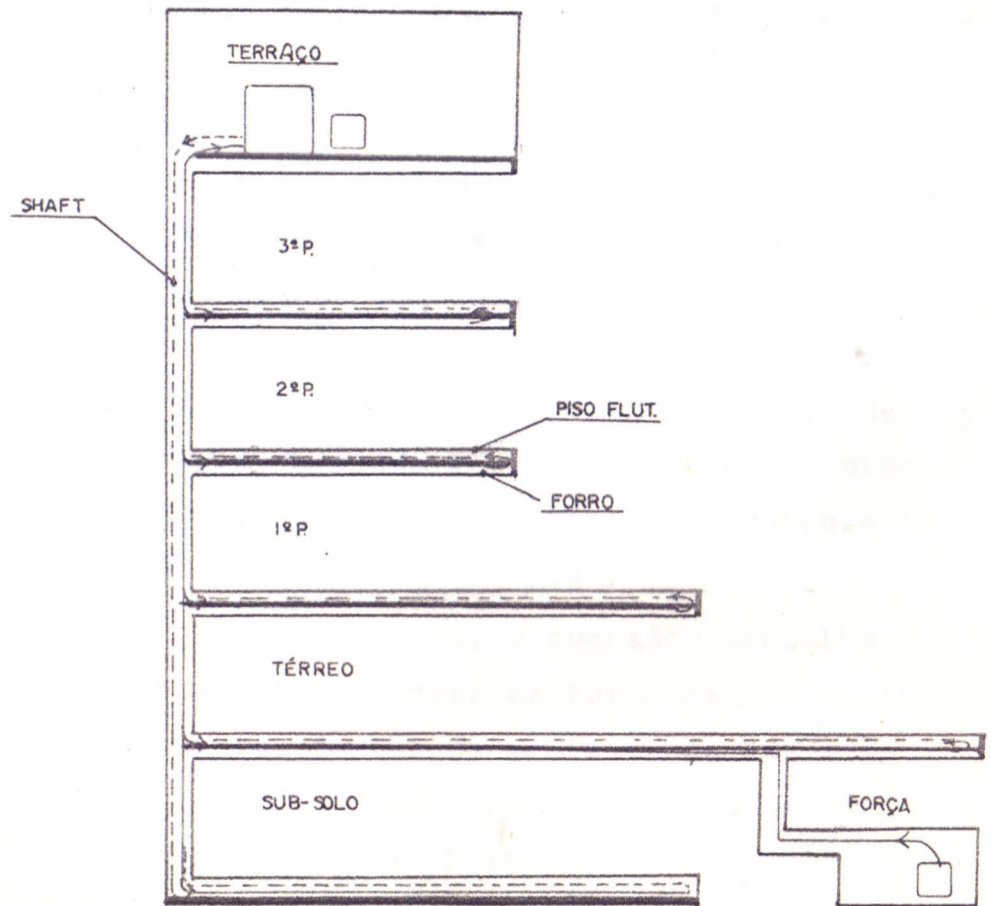 TERRAÇO
SHAFT
3º P.
2º P.
PISO FLUT.
FORRO
1º P.
TÉRREO
SUB-SOLO
FORÇA